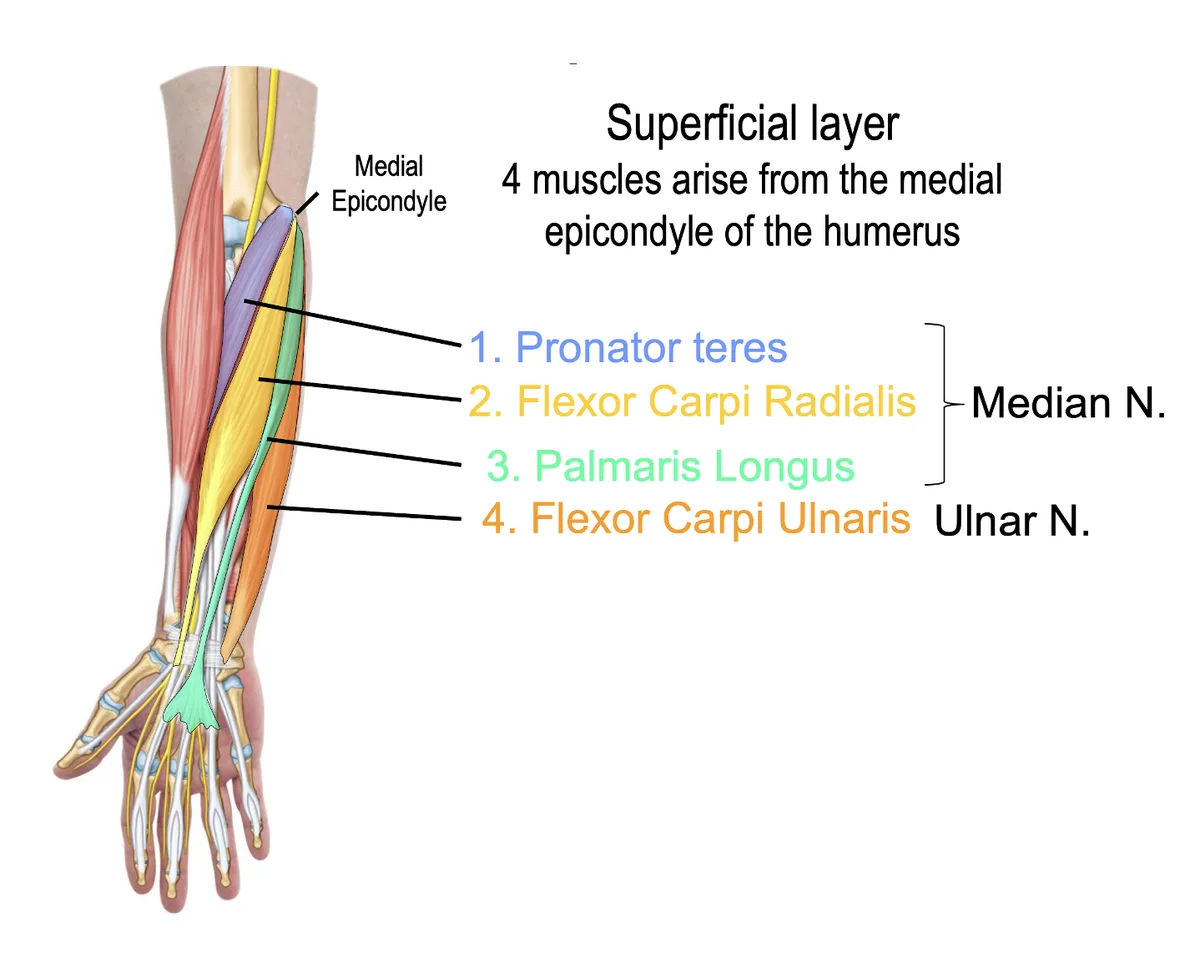 Superficial layer
4 muscles arise from the medial
epicondyle of the humerus
Medial
Epicondyle
1. Pronator teres
2. Flexor Carpi Radialis
3. Palmaris Longus
Median N.
4. Flexor Carpi Ulnaris Ulnar N.